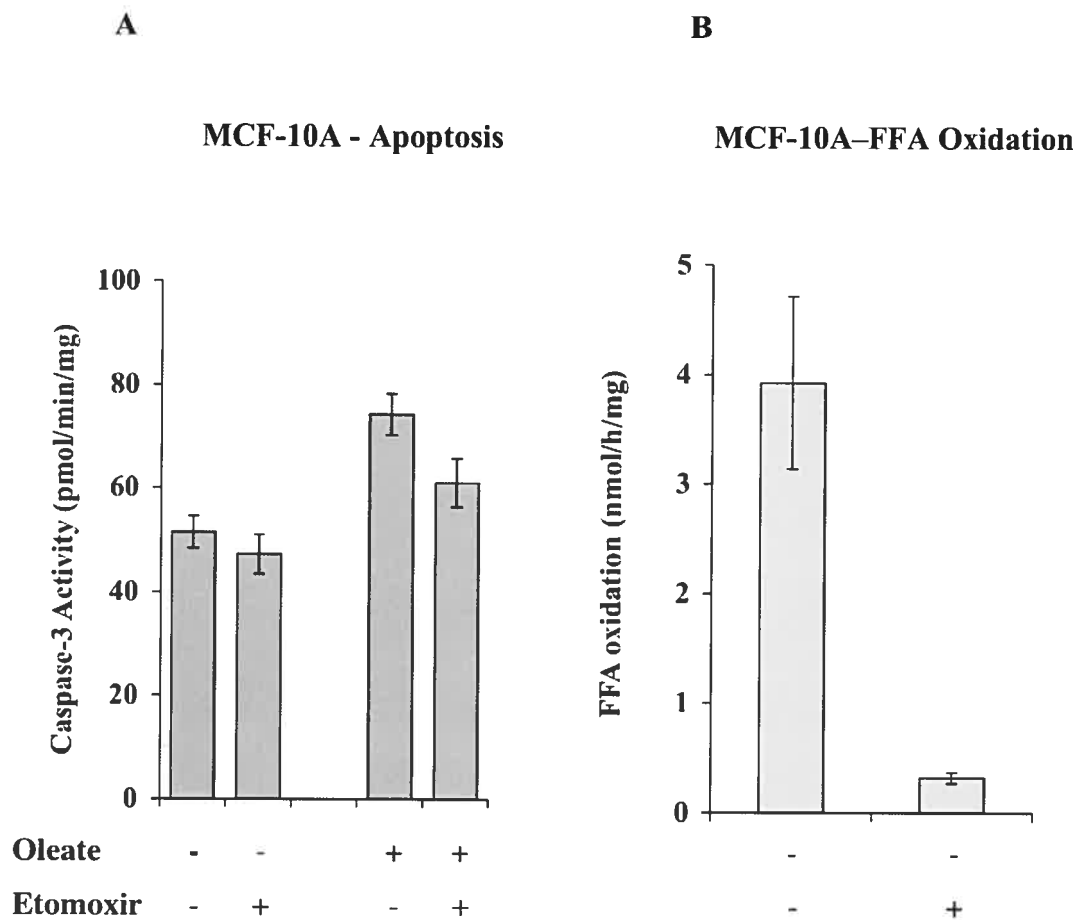 A
B
MCF-10A - Apoptosis
MCF-10A–FFA Oxidation
Caspase-3 Activity (pmol/min/mg)
100
80
60
40
20
0
FFA oxidation (nmol/h/mg)
5
4
3
2
1
0
Oleate - - + + - -
Etomoxir - + - + - +